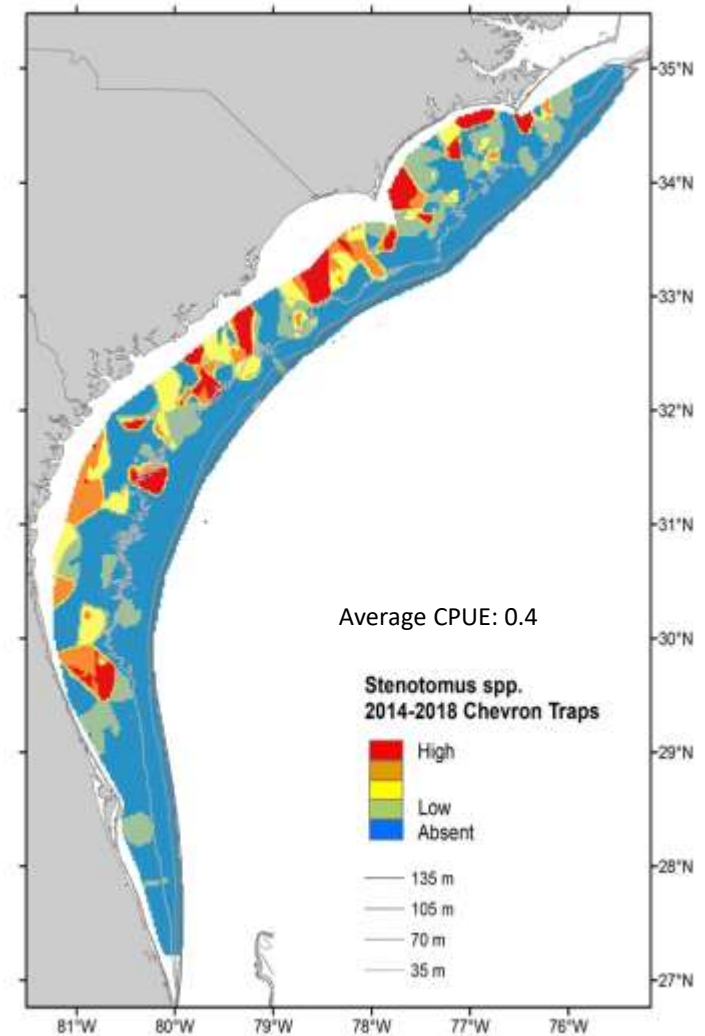 35°N
34°N
33°N
32°N
31°N
30°N
29°N
28°N
27°N
Average CPUE: 0.4
Stenotomus spp.
2014-2018 Chevron Traps
High
Low
Absent
135 m
105 m
70 m
35 m
81°W 80°W 79°W 78°W 77°W 76°W